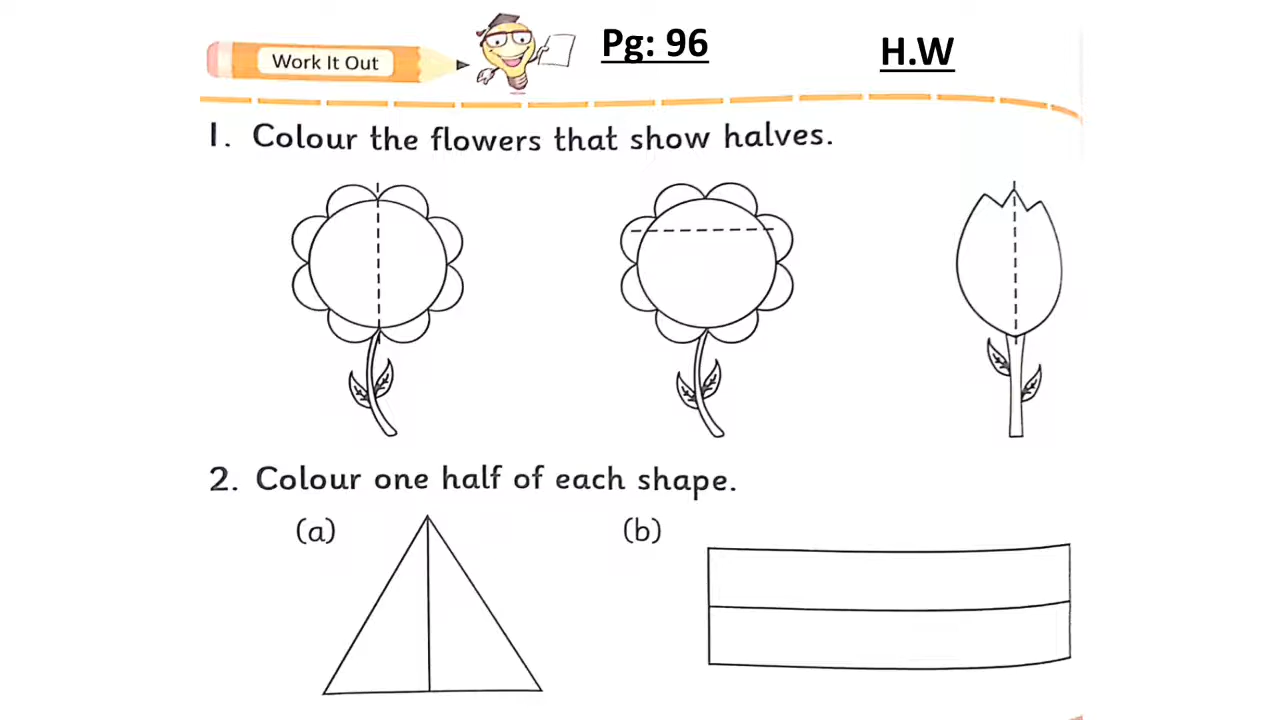 Work It Out
Pg: 96
H.W
1. Colour the flowers that show halves.
2. Colour one half of each shape.
(a)
(b)